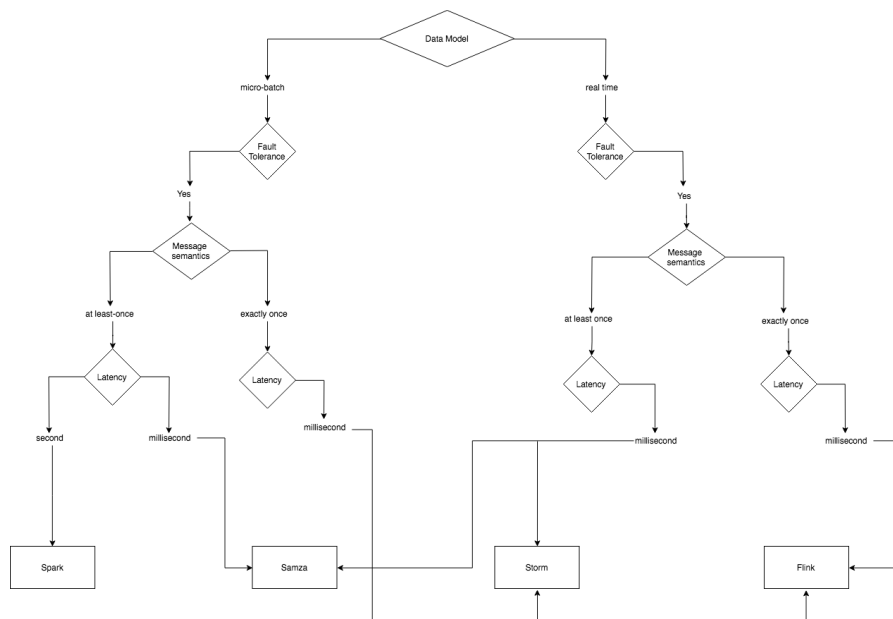 Data Model
micro-batch
real time
Fault
Tolerance
Fault
Tolerance
Yes
Yes
Message
semantics
Message
semantics
at least-once
exactly once
at least once
exactly once
Latency
Latency
Latency
Latency
second
millisecond
millisecond
millisecond
millisecond
Spark
Samza
Storm
Flink